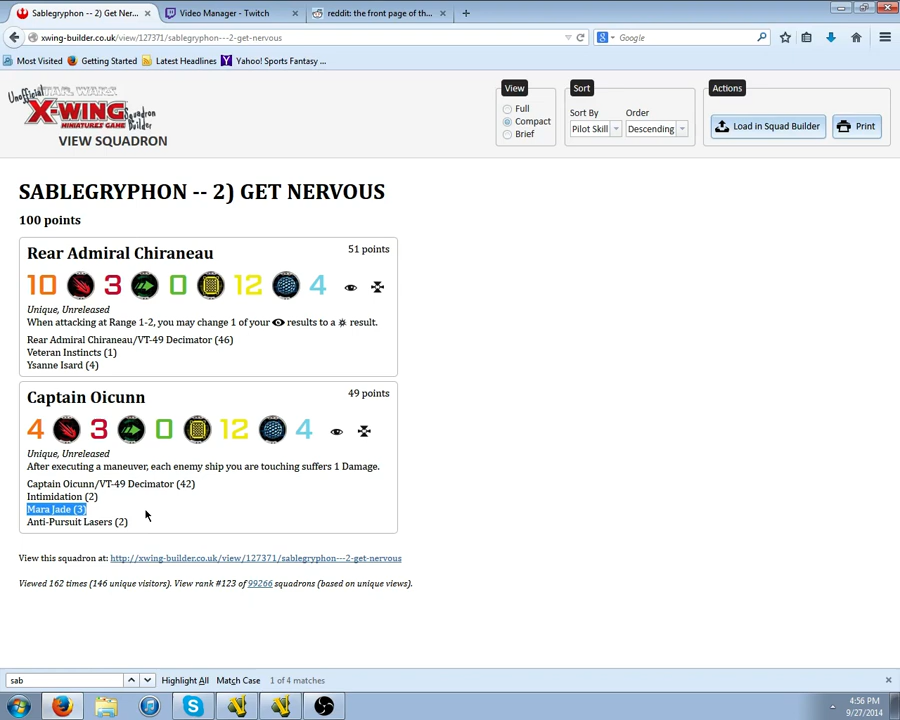 Sablegryphon -- 2) Get Ner...
Video Manager - Twitch
reddit: the front page of th...
xwing-builder.co.uk/view/127371/sablegryphon---2-get-nervous
Google
Most Visited
Getting Started
Latest Headlines
Yahoo! Sports Fantasy ...
Unofficial
STAR WARS
X-WING
MINIATURES GAME
Squadron
Builder
VIEW SQUADRON
View
Full
Compact
Brief
Sort
Sort By
Order
Pilot Skill
Descending
Actions
Load in Squad Builder
Print
SABLEGRYPHON -- 2) GET NERVOUS
100 points
Rear Admiral Chiraneau
51 points
10 3 0 12 4
Unique, Unreleased
When attacking at Range 1-2, you may change 1 of your results to a result.
Rear Admiral Chiraneau/VT-49 Decimator (46)
Veteran Instincts (1)
Ysanne Isard (4)
Captain Oicunn
49 points
4 3 0 12 4
Unique, Unreleased
After executing a maneuver, each enemy ship you are touching suffers 1 Damage.
Captain Oicunn/VT-49 Decimator (42)
Intimidation (2)
Mara Jade (3)
Anti-Pursuit Lasers (2)
View this squadron at: http://xwing-builder.co.uk/view/127371/sablegryphon---2-get-nervous
Viewed 162 times (146 unique visitors). View rank #123 of 99266 squadrons (based on unique views).
sab
Highlight All
Match Case
1 of 4 matches
4:56 PM
9/27/2014